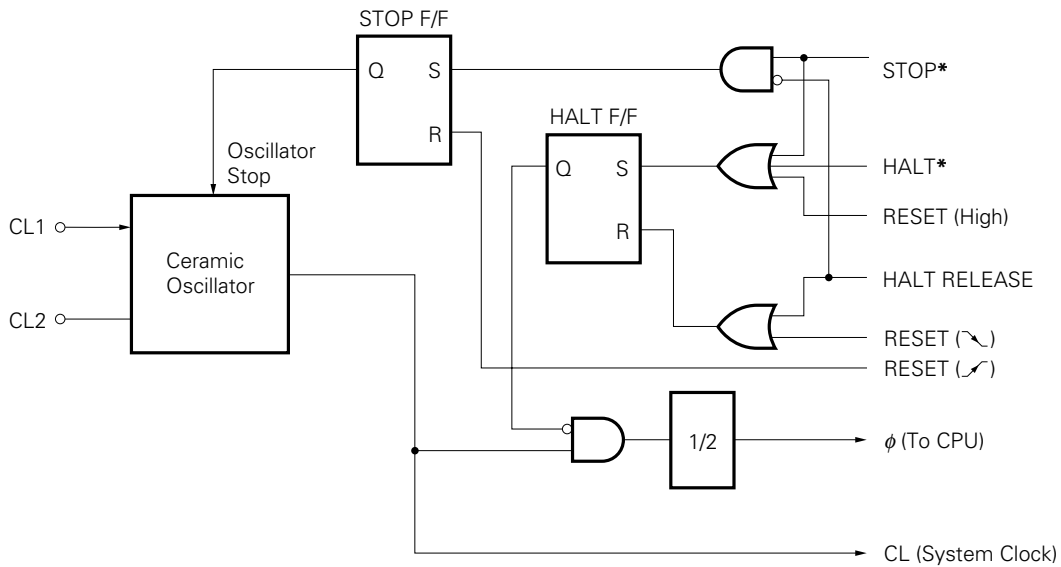 STOP F/F
Q
S
R
STOP*
HALT F/F
Q
S
R
HALT*
RESET (High)
HALT RELEASE
RESET ( )
RESET ( )
Oscillator
Stop
CL1
CL2
Ceramic
Oscillator
1/2
ϕ (To CPU)
CL (System Clock)